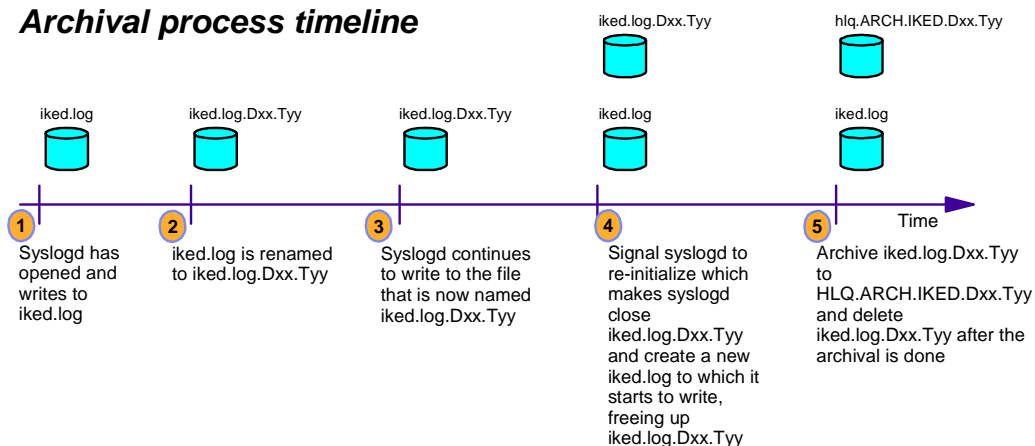 Archival process timeline
iked.log.Dxx.Tyy
hlq.ARCH.IKED.Dxx.Tyy
iked.log
iked.log.Dxx.Tyy
iked.log.Dxx.Tyy
iked.log
iked.log
Time
1
Syslogd has
opened and
writes to
iked.log
2
iked.log is renamed
to iked.log.Dxx.Tyy
3
Syslogd continues
to write to the file
that is now named
iked.log.Dxx.Tyy
4
Signal syslogd to
re-initialize which
makes syslogd
close
iked.log.Dxx.Tyy
and create a new
iked.log to which it
starts to write,
freeing up
iked.log.Dxx.Tyy
5
Archive iked.log.Dxx.Tyy
to
HLQ.ARCH.IKED.Dxx.Tyy
and delete
iked.log.Dxx.Tyy after the
archival is done